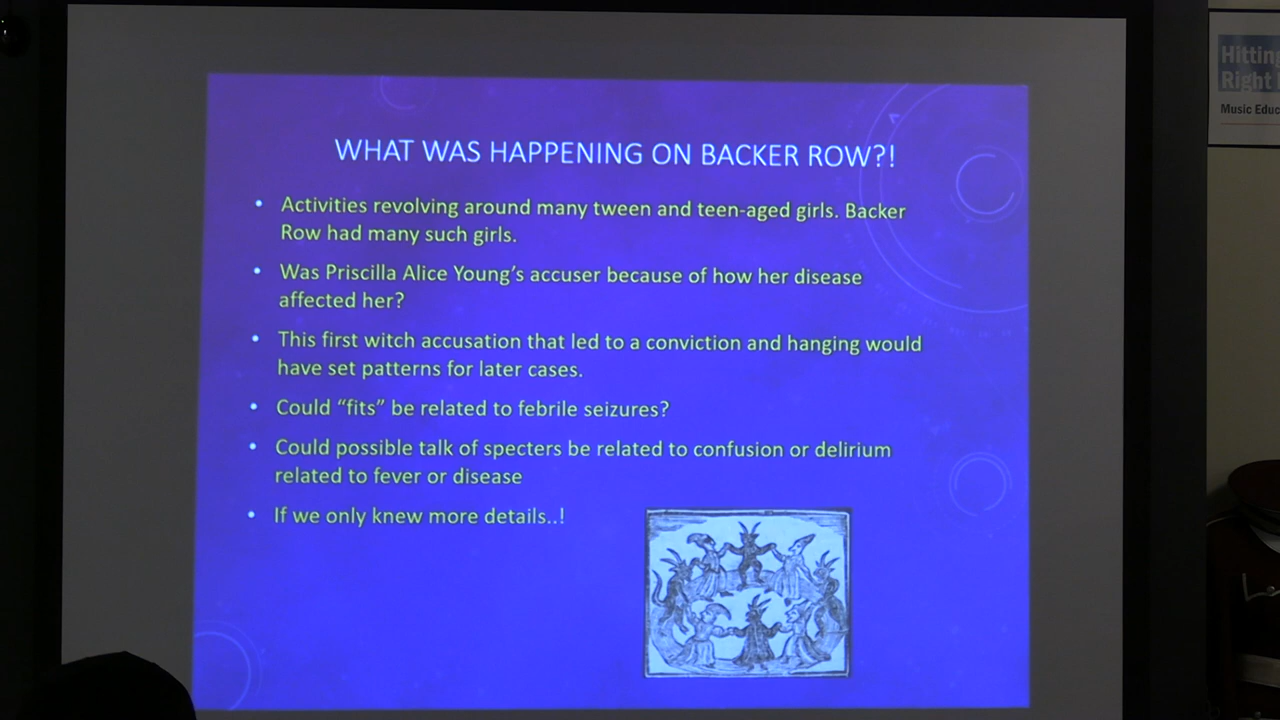 WHAT WAS HAPPENING ON BACKER ROW?!
• Activities revolving around many tween and teen-aged girls. Backer
Row had many such girls.
• Was Priscilla Alice Young’s accuser because of how her disease
affected her?
• This first witch accusation that led to a conviction and hanging would
have set patterns for later cases.
• Could “fits” be related to febrile seizures?
• Could possible talk of specters be related to confusion or delirium
related to fever or disease
• If we only knew more details..!
Hitting
Right
Music Educ